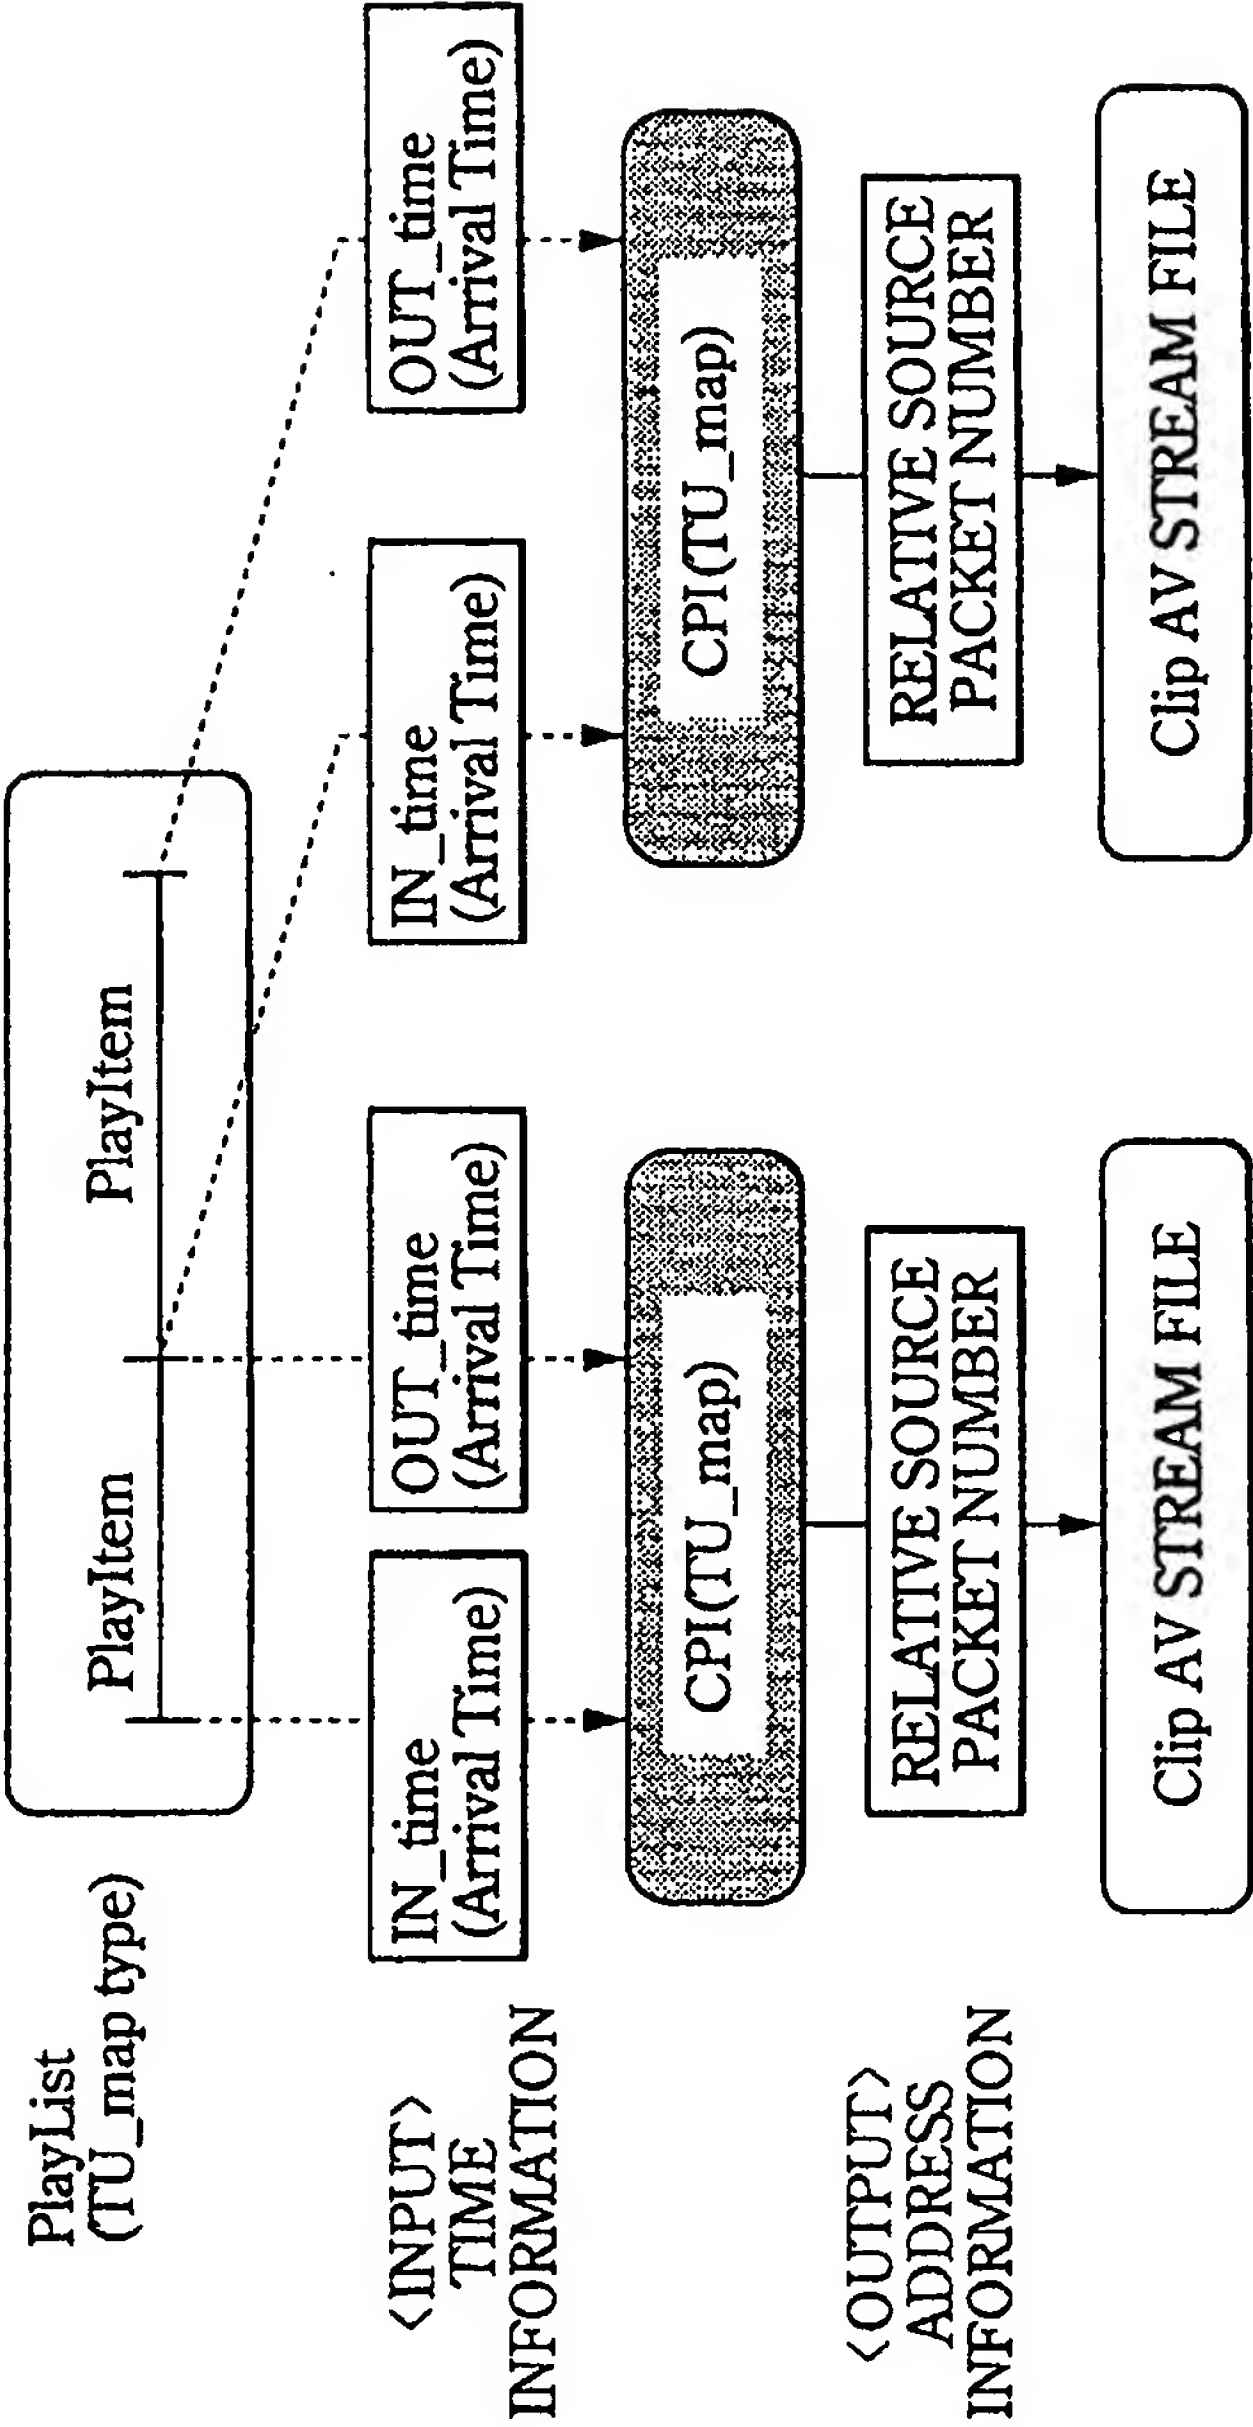 PlayList
(TU_map type)
PlayItem
PlayItem
<INPUT>
TIME
INFORMATION
IN_time
(Arrival Time)
OUT_time
(Arrival Time)
IN_time
(Arrival Time)
OUT_time
(Arrival Time)
CPI(TU_map)
CPI(TU_map)
<OUTPUT>
ADDRESS
INFORMATION
RELATIVE SOURCE
PACKET NUMBER
RELATIVE SOURCE
PACKET NUMBER
Clip AV STREAM FILE
Clip AV STREAM FILE